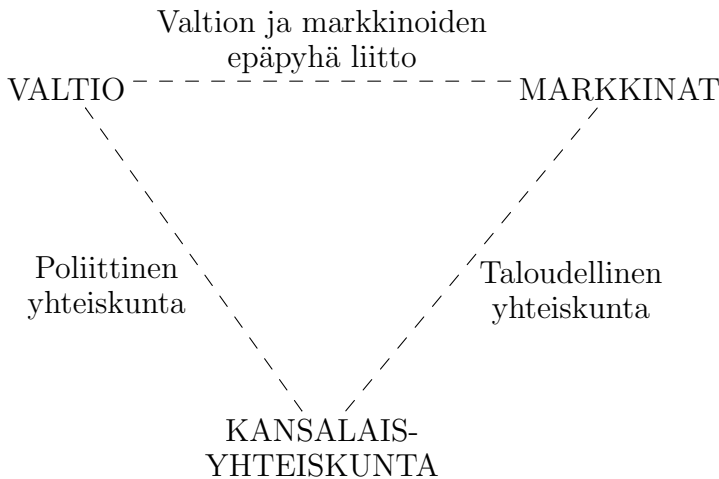 Valtion ja markkinoiden
epäpyhä liitto
VALTIO
MARKKINAT
Poliittinen
yhteiskunta
Taloudellinen
yhteiskunta
KANSALAIS-
YHTEISKUNTA